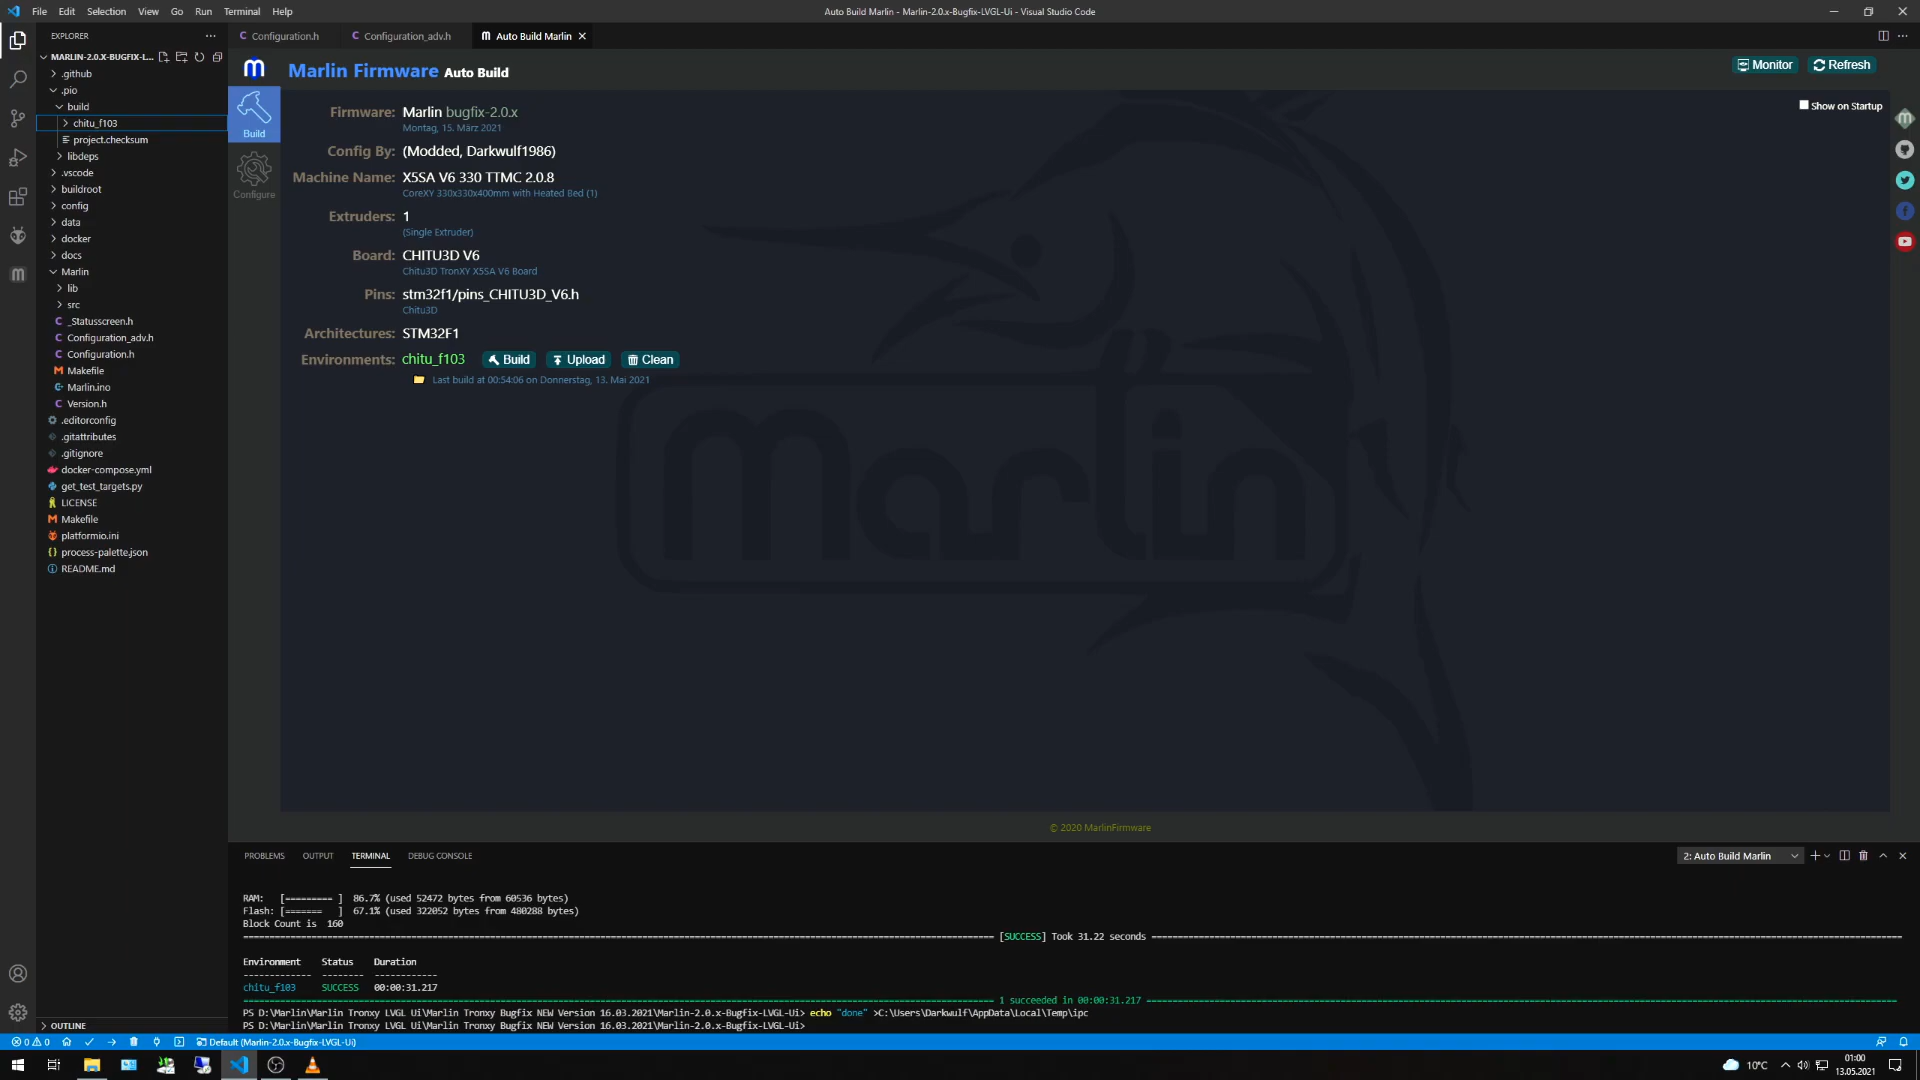 File Edit Selection View Go Run Terminal Help
Auto Build Marlin - Marlin-2.0.x-Bugfix-LVGL-Ui - Visual Studio Code
EXPLORER
MARLIN-2.0.X-BUGFIX-L...
.github
.pio
build
chitu_f103
project.checksum
libdeps
.vscode
buildroot
config
data
docker
docs
Marlin
lib
src
C _Statusscreen.h
C Configuration_adv.h
C Configuration.h
M Makefile
Marlin.ino
C Version.h
.editorconfig
.gitattributes
.gitignore
docker-compose.yml
get_test_targets.py
LICENSE
M Makefile
platformio.ini
{} process-palette.json
README.md
OUTLINE
C Configuration.h
C Configuration_adv.h
m Auto Build Marlin
m
Marlin Firmware Auto Build
Monitor
Refresh
Build
Configure
Show on Startup
Firmware: Marlin bugfix-2.0.x
Montag, 15. März 2021
Config By: (Modded, Darkwulf1986)
Machine Name: X5SA V6 330 TTMC 2.0.8
CoreXY 330x330x400mm with Heated Bed (1)
Extruders: 1
(Single Extruder)
Board: CHITU3D V6
Chitu3D TronXY X5SA V6 Board
Pins: stm32f1/pins_CHITU3D_V6.h
Chitu3D
Architectures: STM32F1
Environments: chitu_f103 Build Upload Clean
Last build at 00:54:06 on Donnerstag, 13. Mai 2021
marlin
© 2020 MarlinFirmware
PROBLEMS OUTPUT TERMINAL DEBUG CONSOLE
2: Auto Build Marlin
RAM: [========= ] 86.7% (used 52472 bytes from 60536 bytes)
Flash: [======= ] 67.1% (used 322052 bytes from 480288 bytes)
Block Count is 160
[SUCCESS] Took 31.22 seconds
Environment Status Duration
------------- -------- ------------
chitu_f103 SUCCESS 00:00:31.217
1 succeeded in 00:00:31.217
PS D:\Marlin\Marlin Tronxy LVGL Ui\Marlin Tronxy Bugfix NEW Version 16.03.2021\Marlin-2.0.x-Bugfix-LVGL-Ui> echo "done" >C:\Users\Darkwulf\AppData\Local\Temp\ipc
PS D:\Marlin\Marlin Tronxy LVGL Ui\Marlin Tronxy Bugfix NEW Version 16.03.2021\Marlin-2.0.x-Bugfix-LVGL-Ui>
0 0 Default (Marlin-2.0.x-Bugfix-LVGL-Ui)
10°C
01:00
13.05.2021